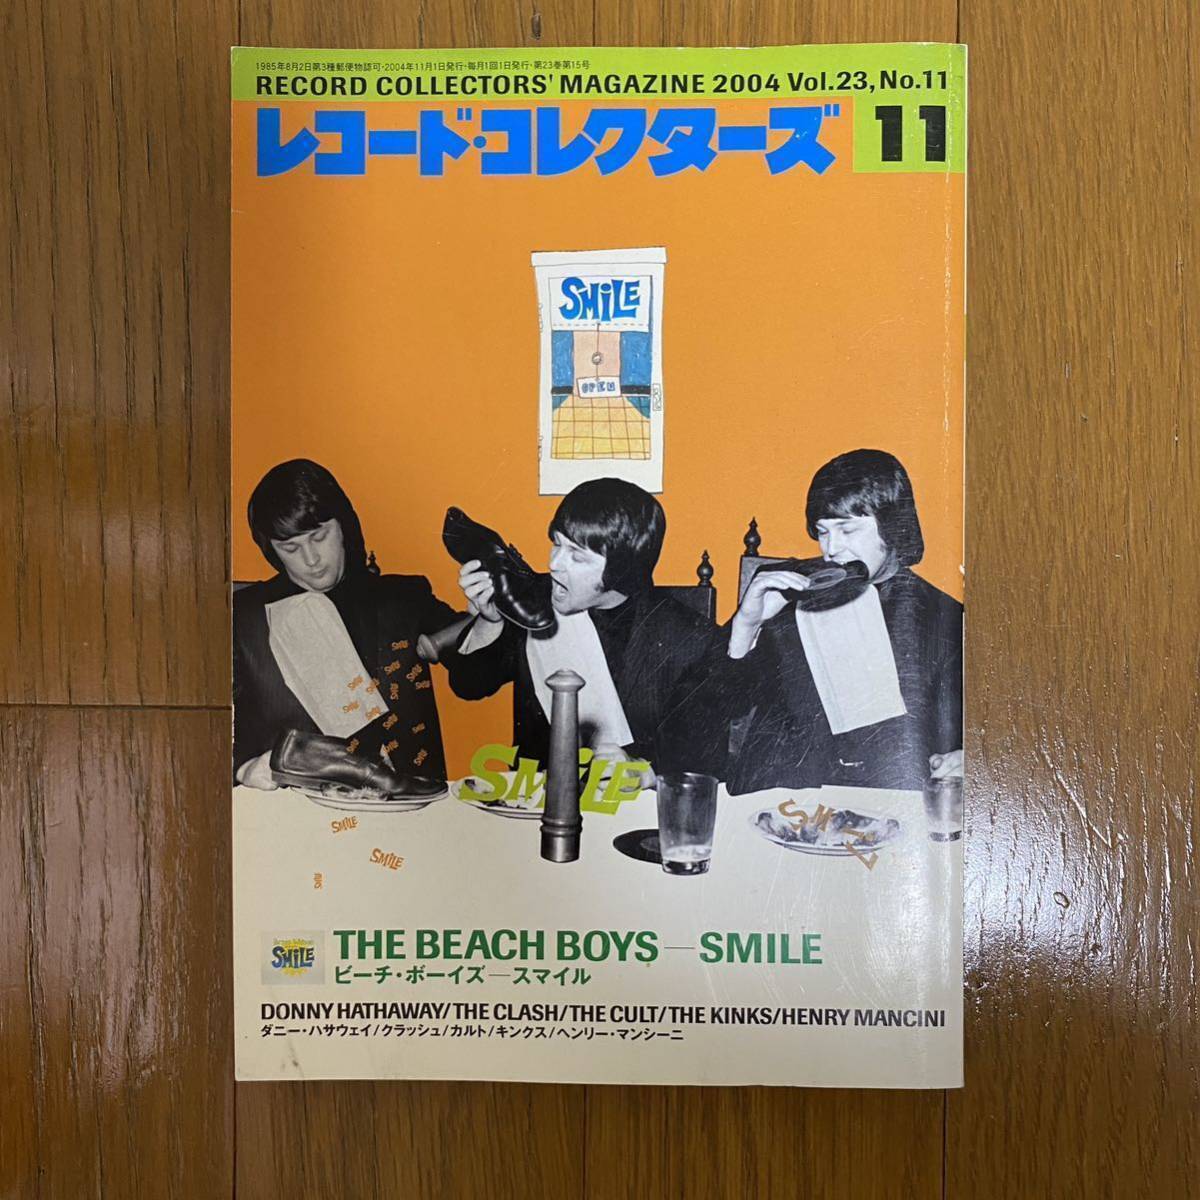 1985年8月2日第3種郵便物認可・2004年11月1日発行・毎月1回1日発行・第23巻第15号
RECORD COLLECTORS' MAGAZINE 2004 Vol.23, No.11
レコード・コレクターズ 11
SMiLE
OPEN
SMiLE
SMiLE
SMiLE
SMiLE
SMiLE
THE BEACH BOYS—SMILE
ビーチ・ボーイズ—スマイル
DONNY HATHAWAY/THE CLASH/THE CULT/THE KINKS/HENRY MANCINI
ダニー・ハサウェイ/クラッシュ/カルト/キンクス/ヘンリー・マンシーニ